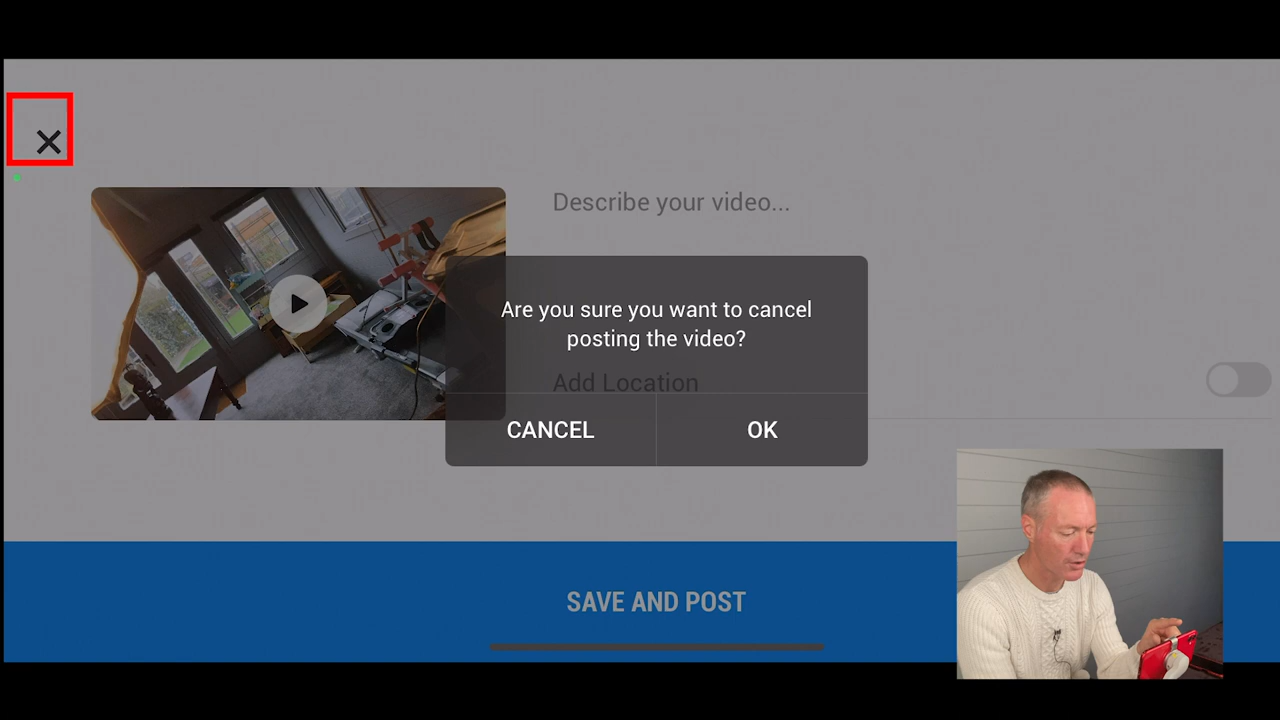 Describe your video...
Are you sure you want to cancel
posting the video?
Add Location
CANCEL
OK
SAVE AND POST